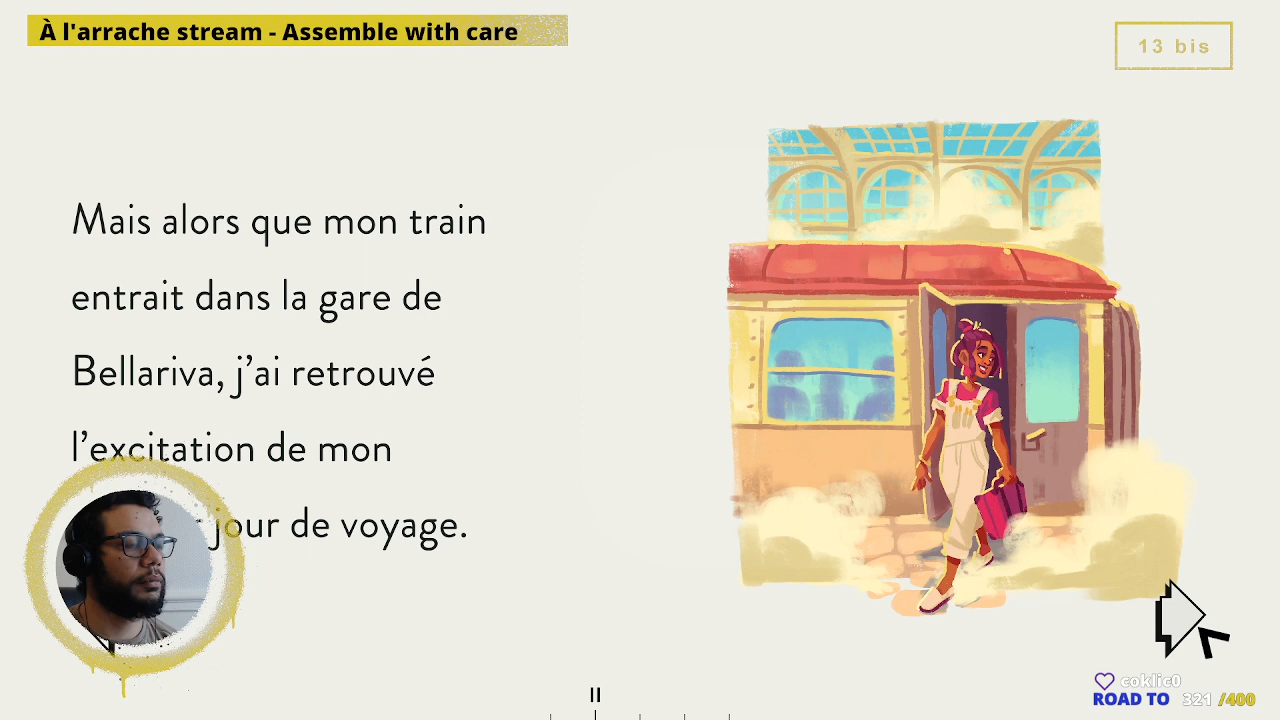 À l'arrache stream - Assemble with care
13 bis
Mais alors que mon train
entrait dans la gare de
Bellariva, j'ai retrouvé
l'excitation de mon
jour de voyage.
coklic0
ROAD TO 321 /400